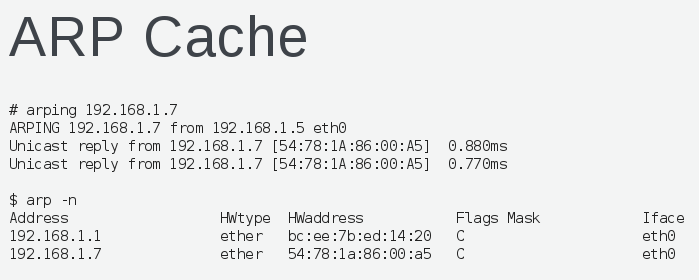 ARP Cache
# arping 192.168.1.7
ARPING 192.168.1.7 from 192.168.1.5 eth0
Unicast reply from 192.168.1.7 [54:78:1A:86:00:A5]  0.880ms
Unicast reply from 192.168.1.7 [54:78:1A:86:00:A5]  0.770ms
$ arp -n
Address                  HWtype  HWaddress           Flags Mask            Iface
192.168.1.1              ether   bc:ee:7b:ed:14:20   C                     eth0
192.168.1.7              ether   54:78:1a:86:00:a5   C                     eth0